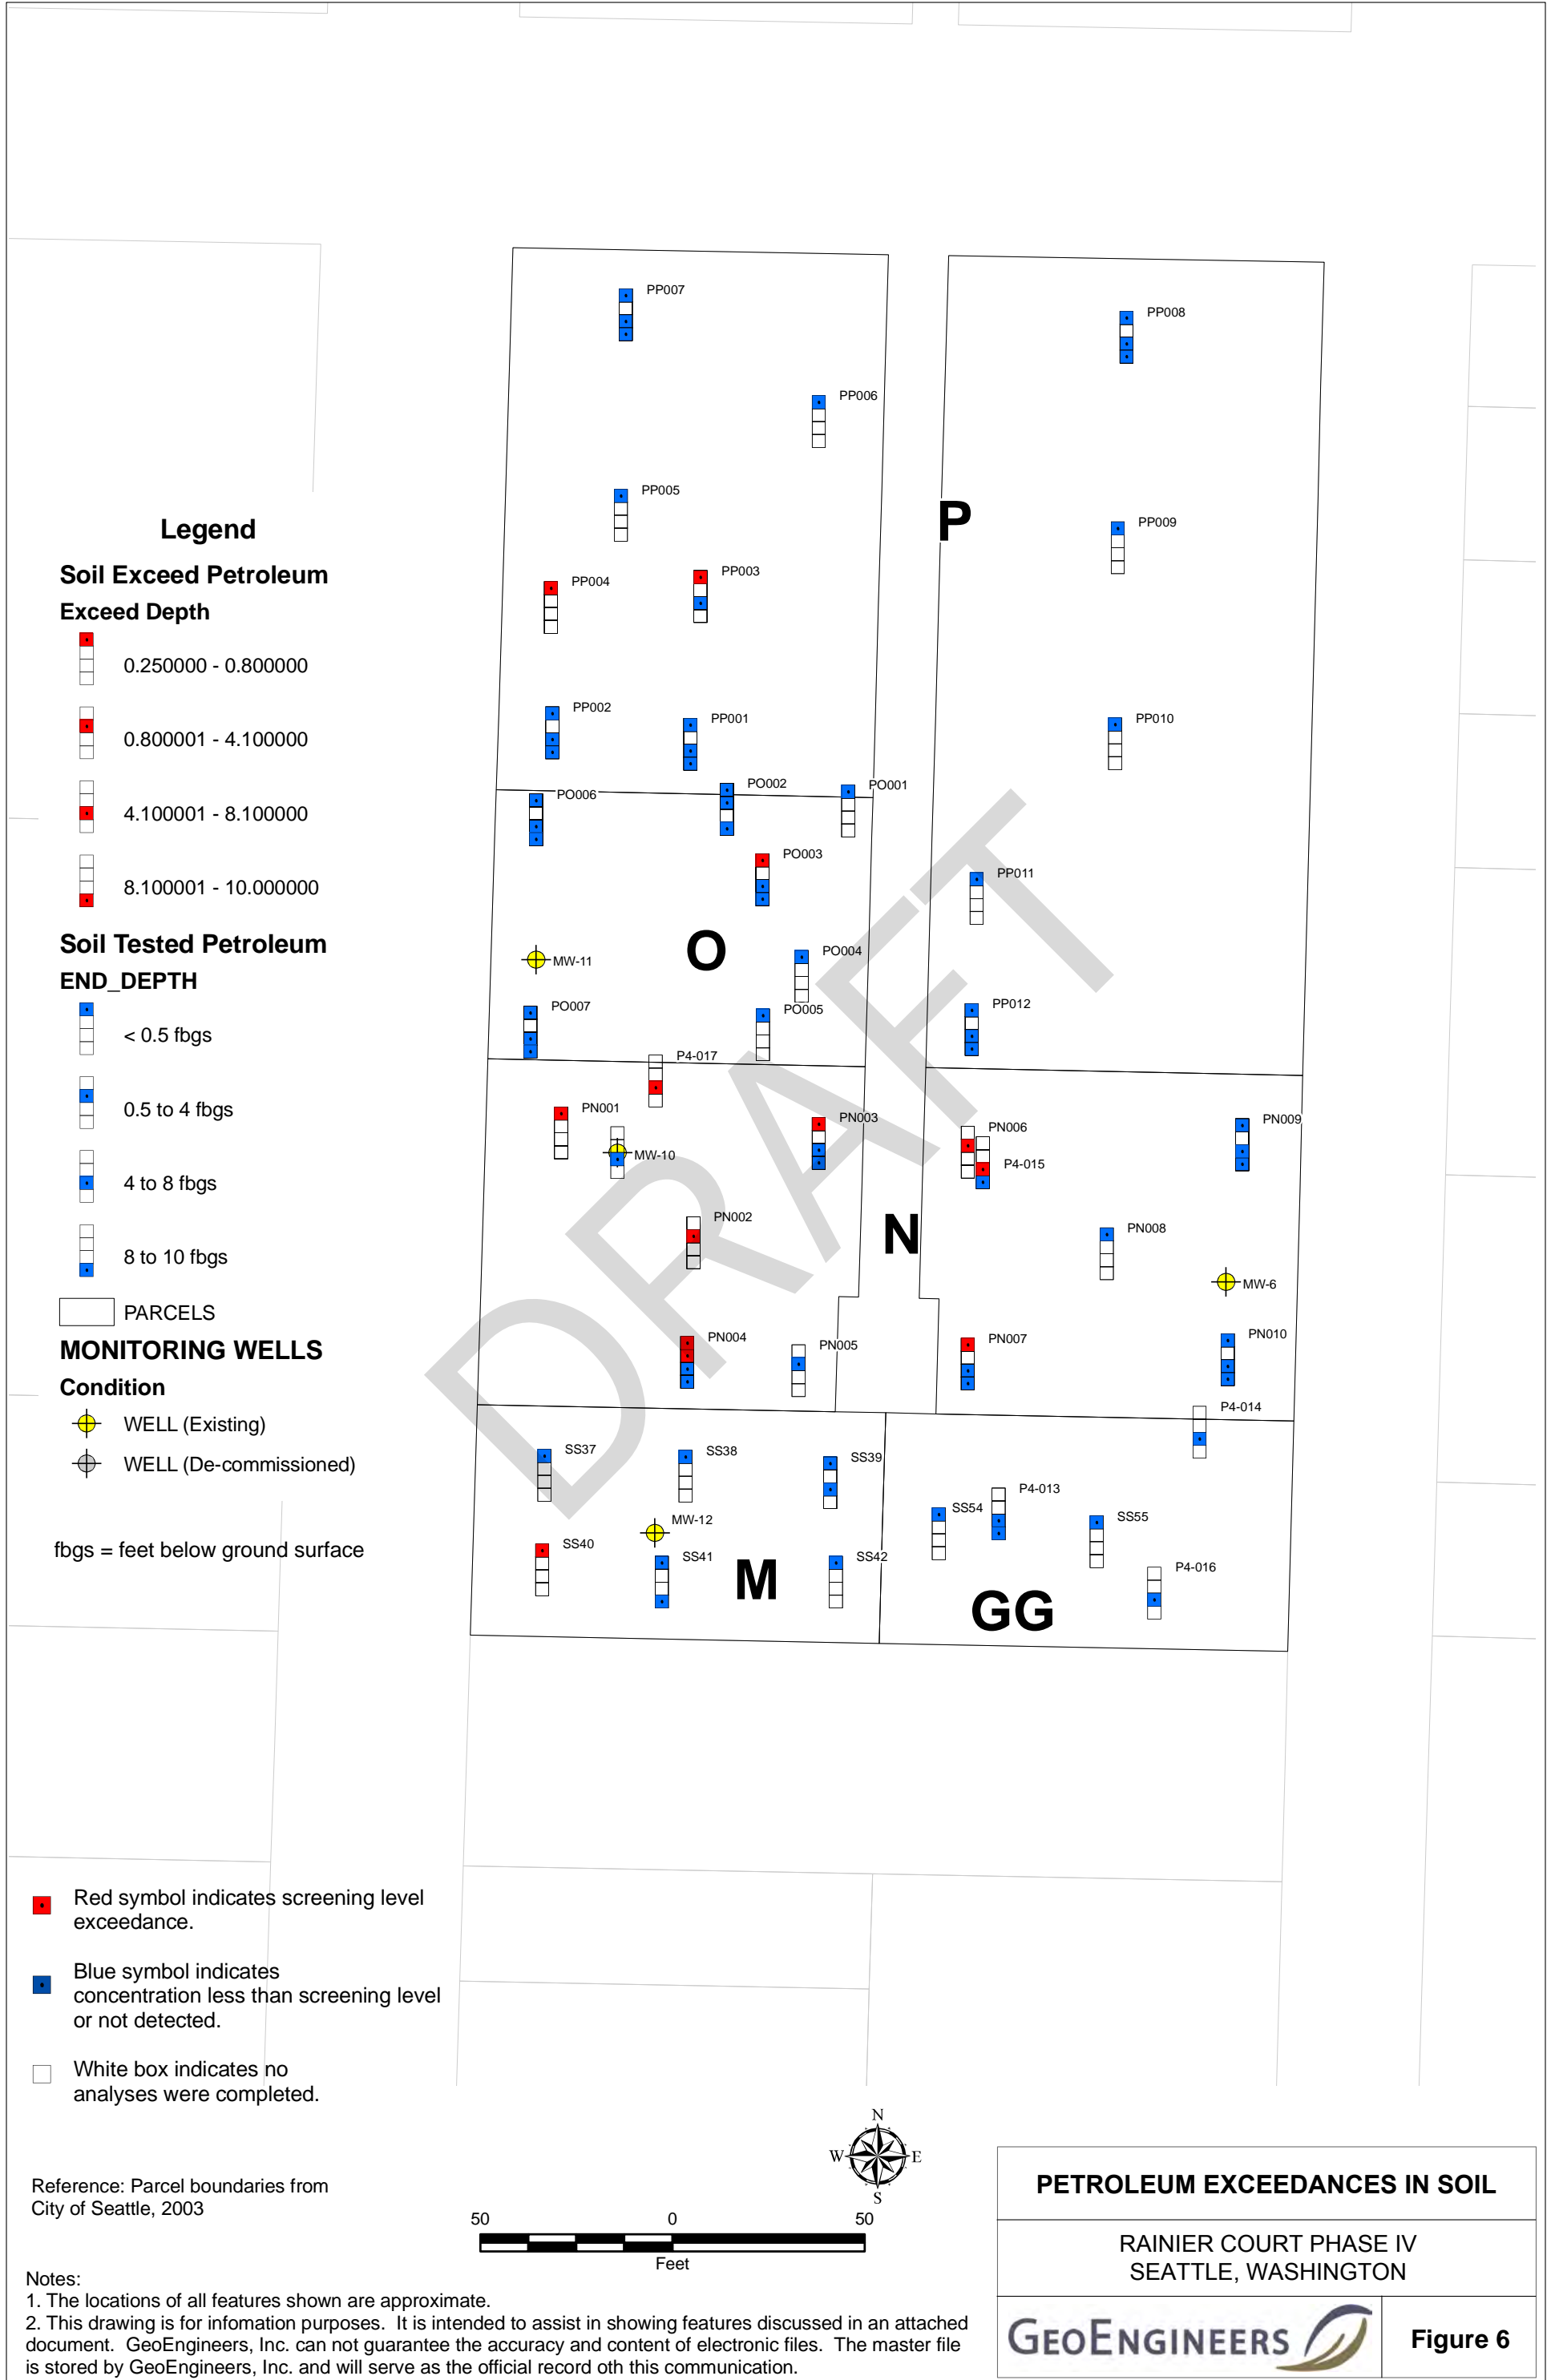 PP007
PP008
PP006
PP005
PP009
P
Legend
Soil Exceed Petroleum
Exceed Depth
0.250000 - 0.800000
0.800001 - 4.100000
4.100001 - 8.100000
8.100001 - 10.000000
Soil Tested Petroleum
END_DEPTH
< 0.5 fbgs
0.5 to 4 fbgs
4 to 8 fbgs
8 to 10 fbgs
PARCELS
MONITORING WELLS
Condition
WELL (Existing)
WELL (De-commissioned)
fbgs = feet below ground surface
PP004
PP003
PP002
PP001
PP010
PO006
PO002
PO001
PO003
PP011
O
MW-11
PO004
PO007
PO005
PP012
P4-017
PN001
PN003
PN006
PN009
MW-10
P4-015
PN002
N
PN008
MW-6
PN004
PN005
PN007
PN010
P4-014
SS37
SS38
SS39
P4-013
SS54
SS55
MW-12
SS40
SS41
SS42
P4-016
M
GG
DRAFT
Red symbol indicates screening level
exceedance.
Blue symbol indicates
concentration less than screening level
or not detected.
White box indicates no
analyses were completed.
N
W
E
S
Reference: Parcel boundaries from
City of Seattle, 2003
50 0 50
Feet
Notes:
1. The locations of all features shown are approximate.
2. This drawing is for infomation purposes. It is intended to assist in showing features discussed in an attached
document. GeoEngineers, Inc. can not guarantee the accuracy and content of electronic files. The master file
is stored by GeoEngineers, Inc. and will serve as the official record oth this communication.
PETROLEUM EXCEEDANCES IN SOIL
RAINIER COURT PHASE IV
SEATTLE, WASHINGTON
GEOENGINEERS
Figure 6